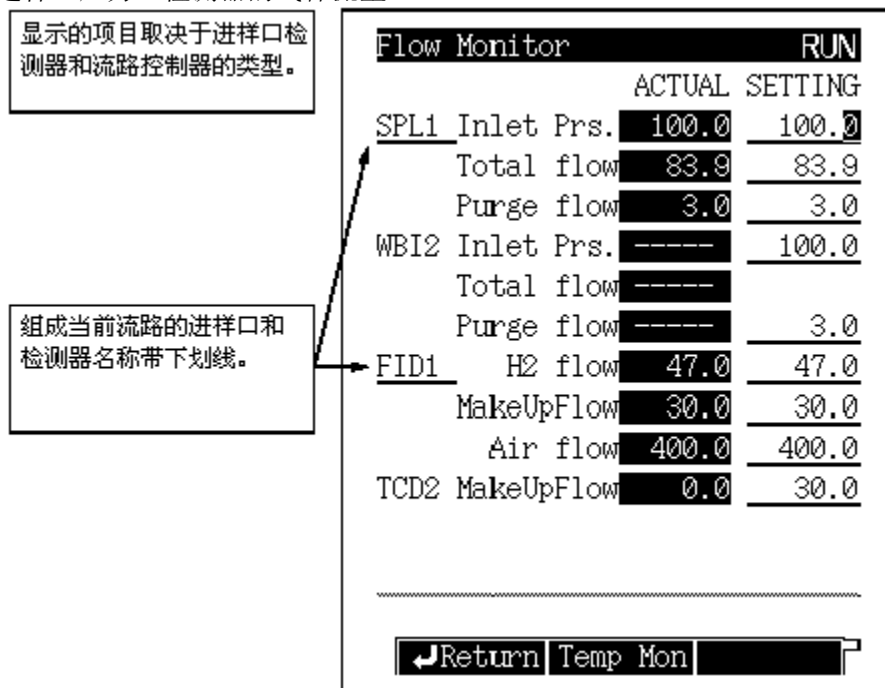 显示的项目取决于进样口检
测器和流路控制器的类型。
组成当前流路的进样口和
检测器名称带下划线。
Flow Monitor RUN
ACTUAL SETTING
SPL1 Inlet Prs. 100.0 100.0
Total flow 83.9 83.9
Purge flow 3.0 3.0
WBI2 Inlet Prs. ----- 100.0
Total flow -----
Purge flow ----- 3.0
FID1 H2 flow 47.0 47.0
MakeUpFlow 30.0 30.0
Air flow 400.0 400.0
TCD2 MakeUpFlow 0.0 30.0
↵Return Temp Mon